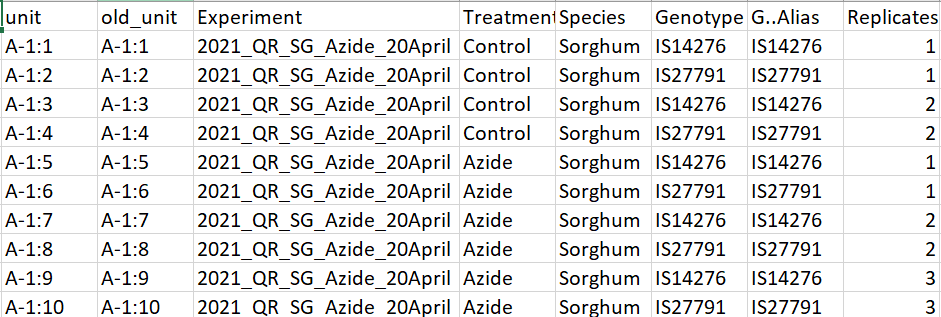 unit old_unit Experiment Treatment Species Genotype G..Alias Replicates
A-1:1 A-1:1 2021_QR_SG_Azide_20April Control Sorghum IS14276 IS14276 1
A-1:2 A-1:2 2021_QR_SG_Azide_20April Control Sorghum IS27791 IS27791 1
A-1:3 A-1:3 2021_QR_SG_Azide_20April Control Sorghum IS14276 IS14276 2
A-1:4 A-1:4 2021_QR_SG_Azide_20April Control Sorghum IS27791 IS27791 2
A-1:5 A-1:5 2021_QR_SG_Azide_20April Azide Sorghum IS14276 IS14276 1
A-1:6 A-1:6 2021_QR_SG_Azide_20April Azide Sorghum IS27791 IS27791 1
A-1:7 A-1:7 2021_QR_SG_Azide_20April Azide Sorghum IS14276 IS14276 2
A-1:8 A-1:8 2021_QR_SG_Azide_20April Azide Sorghum IS27791 IS27791 2
A-1:9 A-1:9 2021_QR_SG_Azide_20April Azide Sorghum IS14276 IS14276 3
A-1:10 A-1:10 2021_QR_SG_Azide_20April Azide Sorghum IS27791 IS27791 3